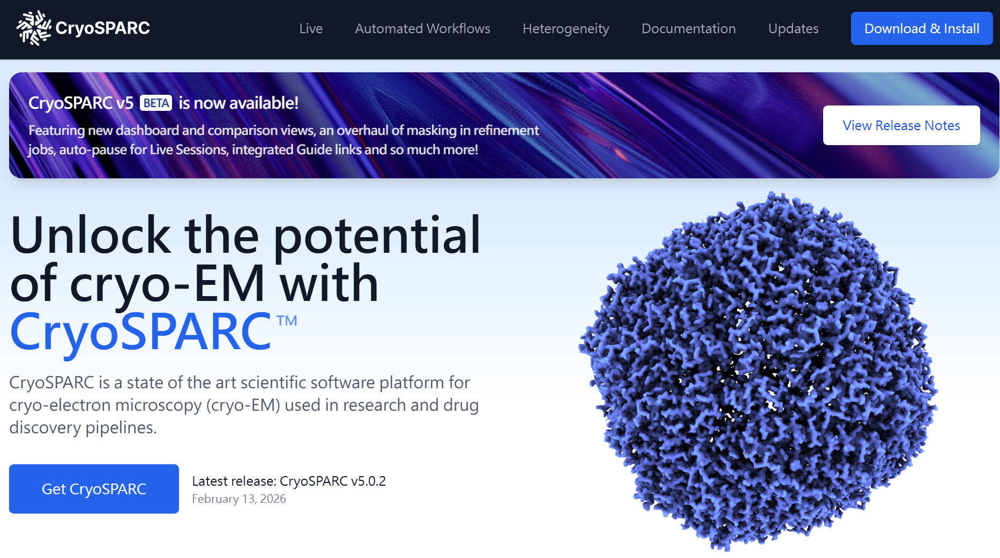 CryoSPARC
Live
Automated Workflows
Heterogeneity
Documentation
Updates
Download & Install
CryoSPARC v5 BETA is now available!
Featuring new dashboard and comparison views, an overhaul of masking in refinement
jobs, auto-pause for Live Sessions, integrated Guide links and so much more!
View Release Notes
Unlock the potential
of cryo-EM with
CryoSPARC™
CryoSPARC is a state of the art scientific software platform for
cryo-electron microscopy (cryo-EM) used in research and drug
discovery pipelines.
Get CryoSPARC
Latest release: CryoSPARC v5.0.2
February 13, 2026